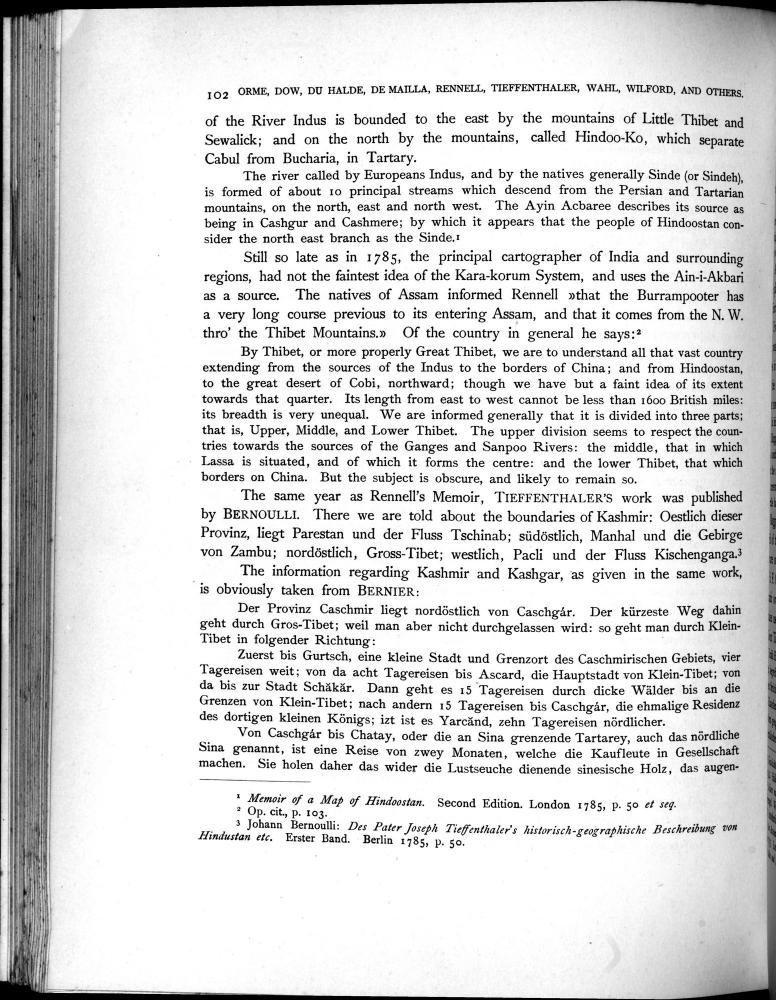 102 ORME, DOW, DU HALDE, DE MAILLA, RENNELL, TIEFFENTHALER, WAHL, WILFORD, AND OTHERS.
of the River Indus is bounded to the east by the mountains of Little Thibet and
Sewalick; and on the north by the mountains, called Hindoo-Ko, which separate
Cabul from Bucharia, in Tartary.
The river called by Europeans Indus, and by the natives generally Sinde (or Sindeh),
is formed of about 10 principal streams which descend from the Persian and Tartarian
mountains, on the north, east and north west. The Ayin Acbaree describes its source as
being in Cashgur and Cashmere; by which it appears that the people of Hindoostan con-
sider the north east branch as the Sinde.¹
Still so late as in 1785, the principal cartographer of India and surrounding
regions, had not the faintest idea of the Kara-korum System, and uses the Ain-i-Akbari
as a source. The natives of Assam informed Rennell »that the Burrampooter has
a very long course previous to its entering Assam, and that it comes from the N. W.
thro' the Thibet Mountains.» Of the country in general he says:²
By Thibet, or more properly Great Thibet, we are to understand all that vast country
extending from the sources of the Indus to the borders of China; and from Hindoostan,
to the great desert of Cobi, northward; though we have but a faint idea of its extent
towards that quarter. Its length from east to west cannot be less than 1600 British miles:
its breadth is very unequal. We are informed generally that it is divided into three parts;
that is, Upper, Middle, and Lower Thibet. The upper division seems to respect the coun-
tries towards the sources of the Ganges and Sanpoo Rivers: the middle, that in which
Lassa is situated, and of which it forms the centre: and the lower Thibet, that which
borders on China. But the subject is obscure, and likely to remain so.
The same year as Rennell's Memoir, TIEFFENTHALER'S work was published
by BERNOULLI. There we are told about the boundaries of Kashmir: Oestlich dieser
Provinz, liegt Parestan und der Fluss Tschinab; südöstlich, Manhal und die Gebirge
von Zambu; nordöstlich, Gross-Tibet; westlich, Pacli und der Fluss Kischenganga.³
The information regarding Kashmir and Kashgar, as given in the same work,
is obviously taken from BERNIER:
Der Provinz Caschmir liegt nordöstlich von Caschgár. Der kürzeste Weg dahin
geht durch Gros-Tibet; weil man aber nicht durchgelassen wird: so geht man durch Klein-
Tibet in folgender Richtung:
Zuerst bis Gurtsch, eine kleine Stadt und Grenzort des Caschmirischen Gebiets, vier
Tagereisen weit; von da acht Tagereisen bis Ascard, die Hauptstadt von Klein-Tibet; von
da bis zur Stadt Schăkăr. Dann geht es 15 Tagereisen durch dicke Wälder bis an die
Grenzen von Klein-Tibet; nach andern 15 Tagereisen bis Caschgár, die ehmalige Residenz
des dortigen kleinen Königs; izt ist es Yarcănd, zehn Tagereisen nördlicher.
Von Caschgár bis Chatay, oder die an Sina grenzende Tartarey, auch das nördliche
Sina genannt, ist eine Reise von zwey Monaten, welche die Kaufleute in Gesellschaft
machen. Sie holen daher das wider die Lustseuche dienende sinesische Holz, das augen-
¹ Memoir of a Map of Hindoostan. Second Edition. London 1785, p. 50 et seq.
² Op. cit., p. 103.
³ Johann Bernoulli: Des Pater Joseph Tieffenthaler's historisch-geographische Beschreibung von
Hindustan etc. Erster Band. Berlin 1785, p. 50.